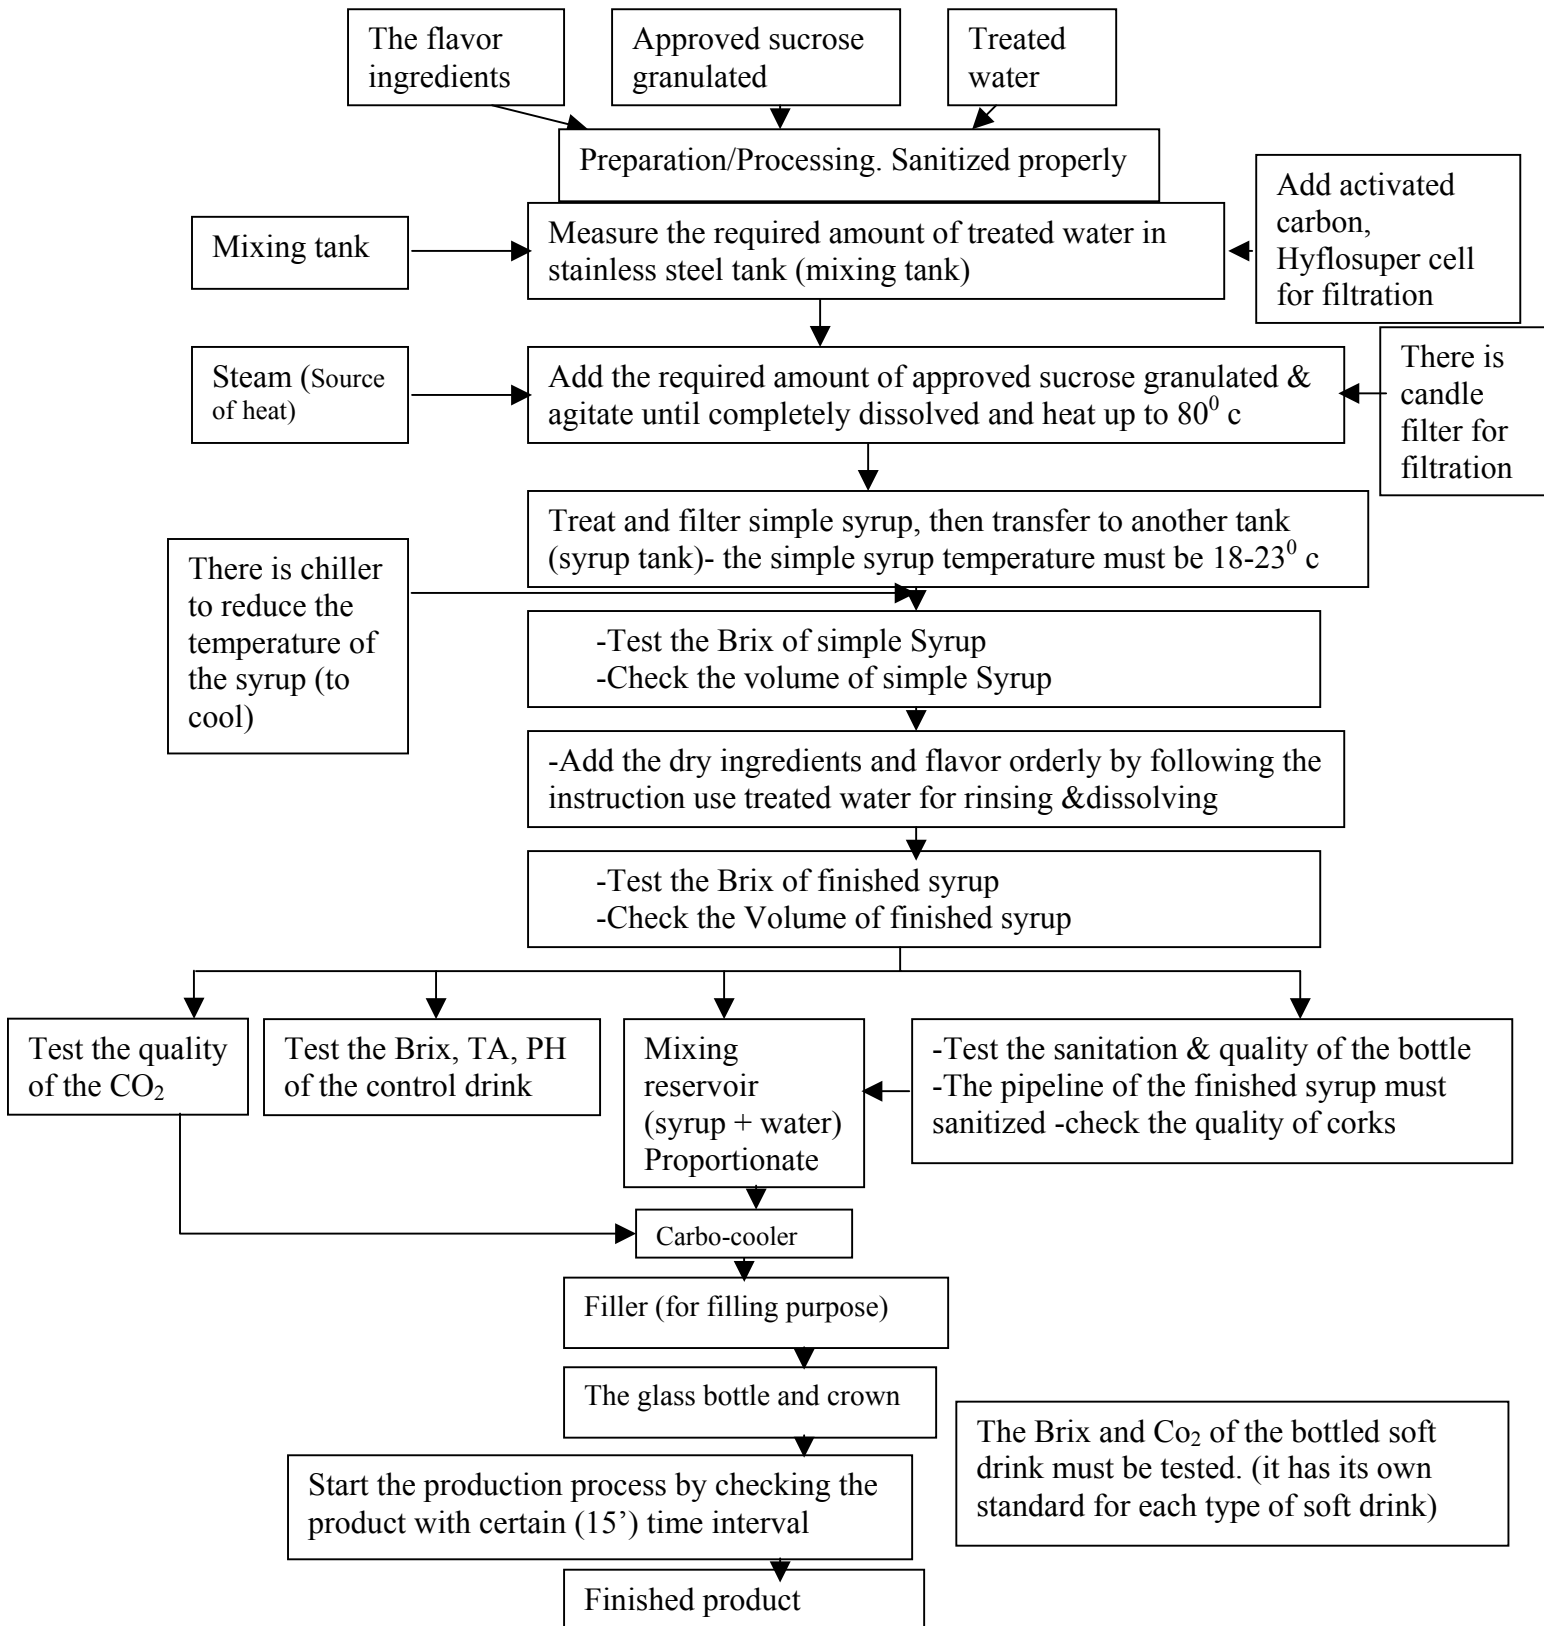 The flavor
ingredients
Approved sucrose
granulated
Treated
water
Preparation/Processing. Sanitized properly
Add activated
carbon,
Hyflosuper cell
for filtration
Mixing tank
Measure the required amount of treated water in
stainless steel tank (mixing tank)
Steam (Source
of heat)
Add the required amount of approved sucrose granulated &
agitate until completely dissolved and heat up to 80⁰ c
There is
candle
filter for
filtration
Treat and filter simple syrup, then transfer to another tank
(syrup tank)- the simple syrup temperature must be 18-23⁰ c
There is chiller
to reduce the
temperature of
the syrup (to
cool)
-Test the Brix of simple Syrup
-Check the volume of simple Syrup
-Add the dry ingredients and flavor orderly by following the
instruction use treated water for rinsing &dissolving
-Test the Brix of finished syrup
-Check the Volume of finished syrup
Test the quality
of the CO₂
Test the Brix, TA, PH
of the control drink
Mixing
reservoir
(syrup + water)
Proportionate
-Test the sanitation & quality of the bottle
-The pipeline of the finished syrup must
sanitized -check the quality of corks
Carbo-cooler
Filler (for filling purpose)
The glass bottle and crown
The Brix and Co₂ of the bottled soft
drink must be tested. (it has its own
standard for each type of soft drink)
Start the production process by checking the
product with certain (15’) time interval
Finished product